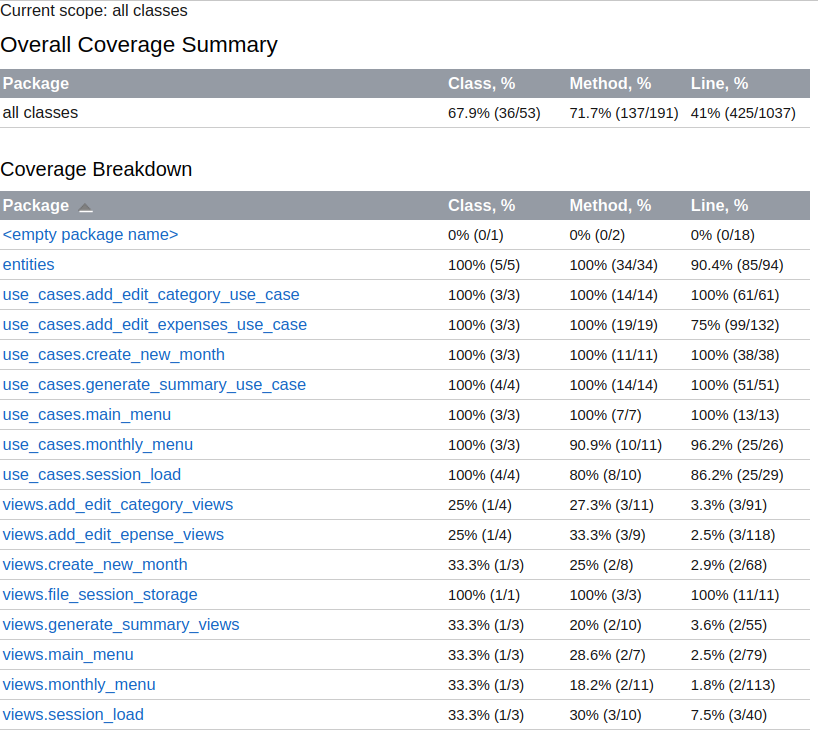 Current scope: all classes
Overall Coverage Summary
Package Class, % Method, % Line, %
all classes 67.9% (36/53) 71.7% (137/191) 41% (425/1037)
Coverage Breakdown
Package Class, % Method, % Line, %
<empty package name> 0% (0/1) 0% (0/2) 0% (0/18)
entities 100% (5/5) 100% (34/34) 90.4% (85/94)
use_cases.add_edit_category_use_case 100% (3/3) 100% (14/14) 100% (61/61)
use_cases.add_edit_expenses_use_case 100% (3/3) 100% (19/19) 75% (99/132)
use_cases.create_new_month 100% (3/3) 100% (11/11) 100% (38/38)
use_cases.generate_summary_use_case 100% (4/4) 100% (14/14) 100% (51/51)
use_cases.main_menu 100% (3/3) 100% (7/7) 100% (13/13)
use_cases.monthly_menu 100% (3/3) 90.9% (10/11) 96.2% (25/26)
use_cases.session_load 100% (4/4) 80% (8/10) 86.2% (25/29)
views.add_edit_category_views 25% (1/4) 27.3% (3/11) 3.3% (3/91)
views.add_edit_epense_views 25% (1/4) 33.3% (3/9) 2.5% (3/118)
views.create_new_month 33.3% (1/3) 25% (2/8) 2.9% (2/68)
views.file_session_storage 100% (1/1) 100% (3/3) 100% (11/11)
views.generate_summary_views 33.3% (1/3) 20% (2/10) 3.6% (2/55)
views.main_menu 33.3% (1/3) 28.6% (2/7) 2.5% (2/79)
views.monthly_menu 33.3% (1/3) 18.2% (2/11) 1.8% (2/113)
views.session_load 33.3% (1/3) 30% (3/10) 7.5% (3/40)